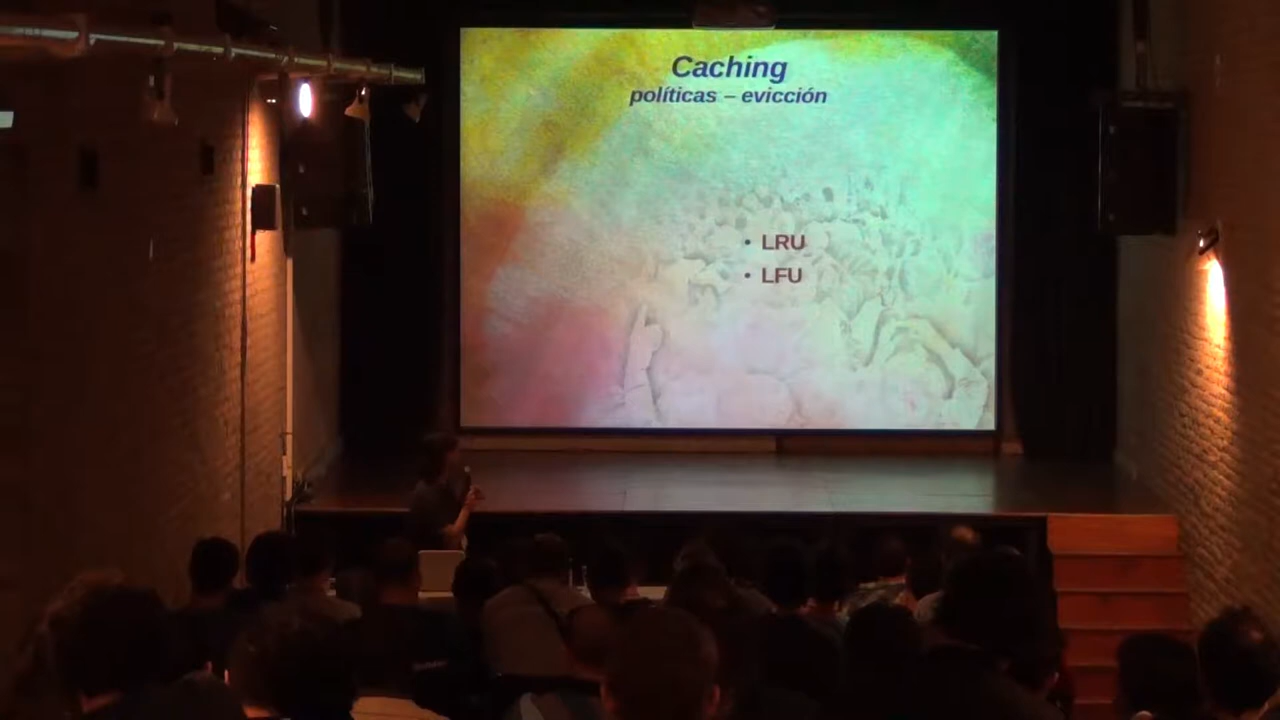 Caching
políticas – evicción
• LRU
• LFU